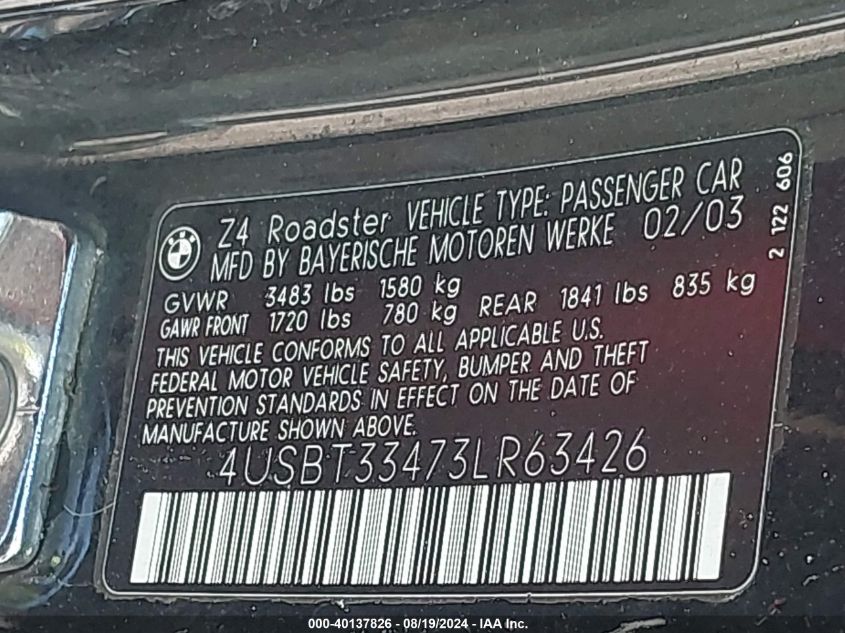 Z4 Roadster VEHICLE TYPE: PASSENGER CAR
MFD BY BAYERISCHE MOTOREN WERKE 02/03
GVWR 3483 lbs 1580 kg
GAWR FRONT 1720 lbs 780 kg REAR 1841 lbs 835 kg
THIS VEHICLE CONFORMS TO ALL APPLICABLE U.S.
FEDERAL MOTOR VEHICLE SAFETY, BUMPER AND THEFT
PREVENTION STANDARDS IN EFFECT ON THE DATE OF
MANUFACTURE SHOWN ABOVE.
4USBT33473LR63426
2 122 606
000-40137826 - 08/19/2024 - IAA Inc.